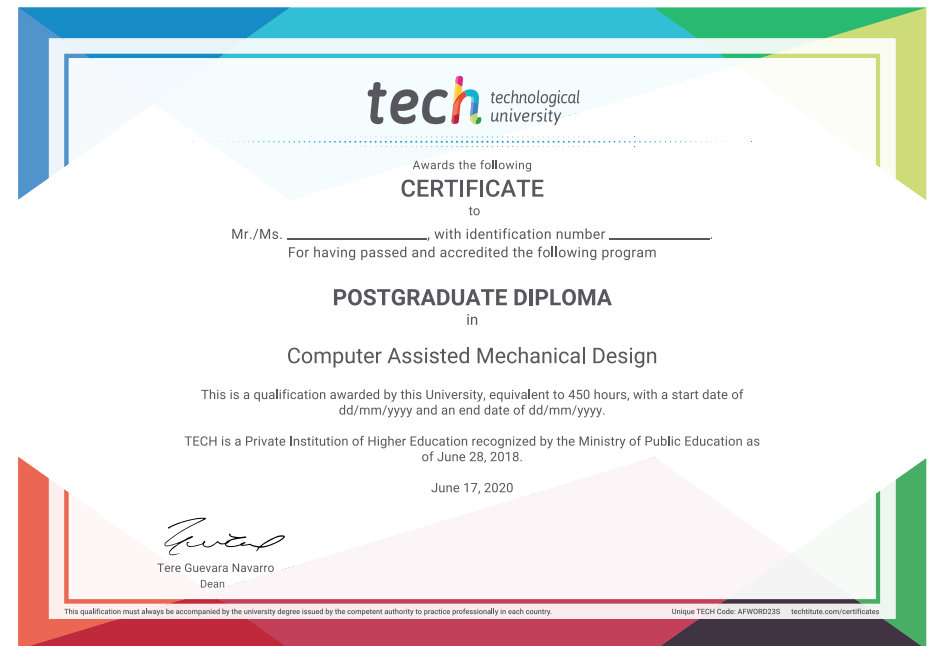 tech technological
university
Awards the following
CERTIFICATE
to
Mr./Ms. ____________________, with identification number ______________.
For having passed and accredited the following program
POSTGRADUATE DIPLOMA
in
Computer Assisted Mechanical Design
This is a qualification awarded by this University, equivalent to 450 hours, with a start date of
dd/mm/yyyy and an end date of dd/mm/yyyy.
TECH is a Private Institution of Higher Education recognized by the Ministry of Public Education as
of June 28, 2018.
June 17, 2020
Tere Guevara Navarro
Dean
This qualification must always be accompanied by the university degree issued by the competent authority to practice professionally in each country.
Unique TECH Code: AFWORD23S techtitute.com/certificates